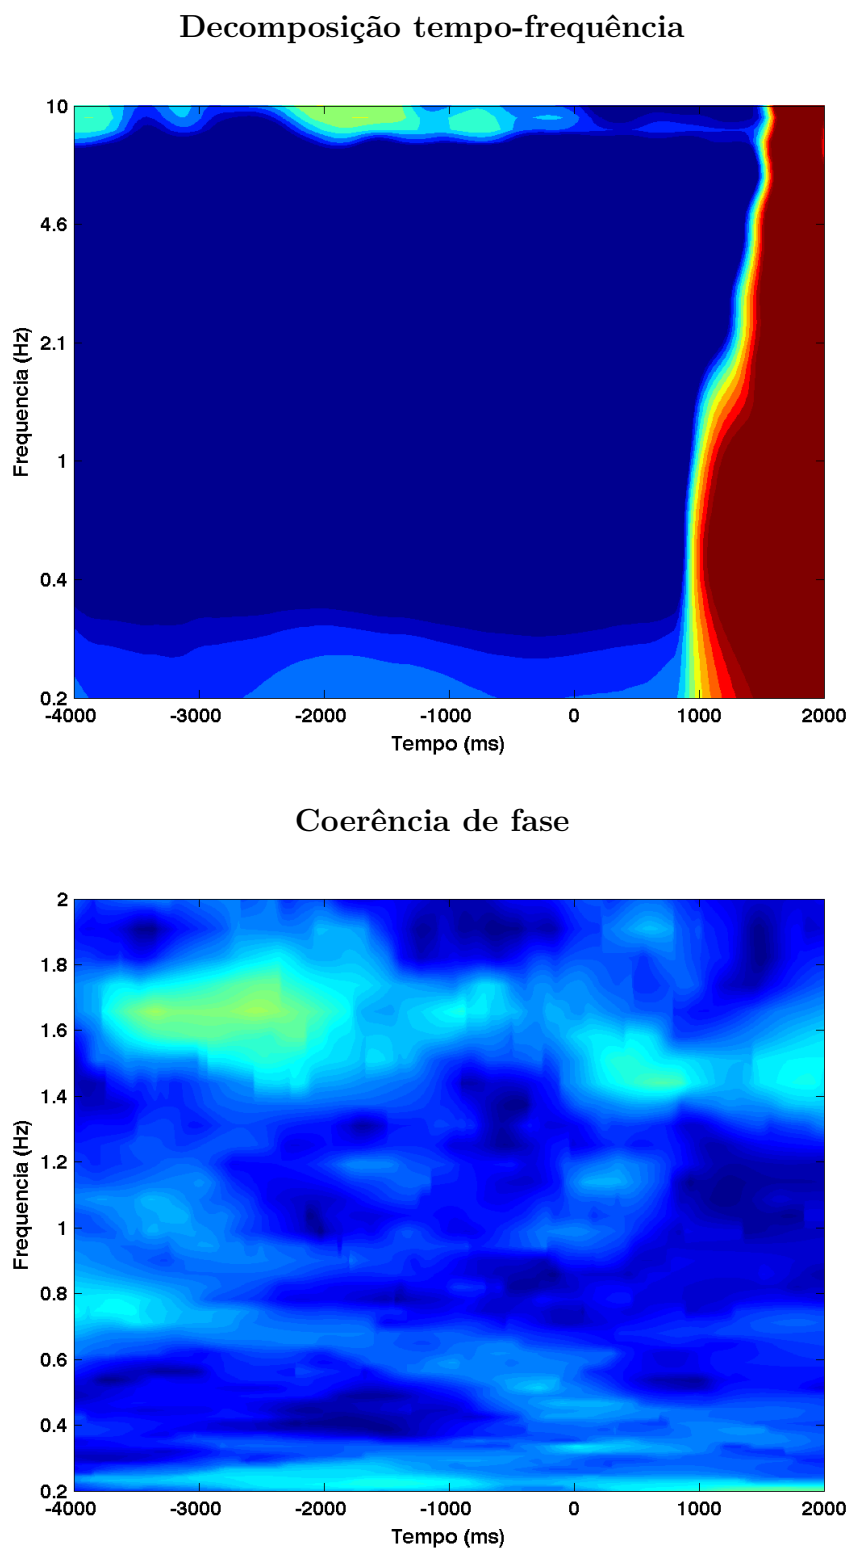 Decomposição tempo-frequência
10
4.6
2.1
1
0.4
0.2
Frequencia (Hz)
-4000 -3000 -2000 -1000 0 1000 2000
Tempo (ms)
Coerência de fase
2
1.8
1.6
1.4
1.2
1
0.8
0.6
0.4
0.2
Frequencia (Hz)
-4000 -3000 -2000 -1000 0 1000 2000
Tempo (ms)